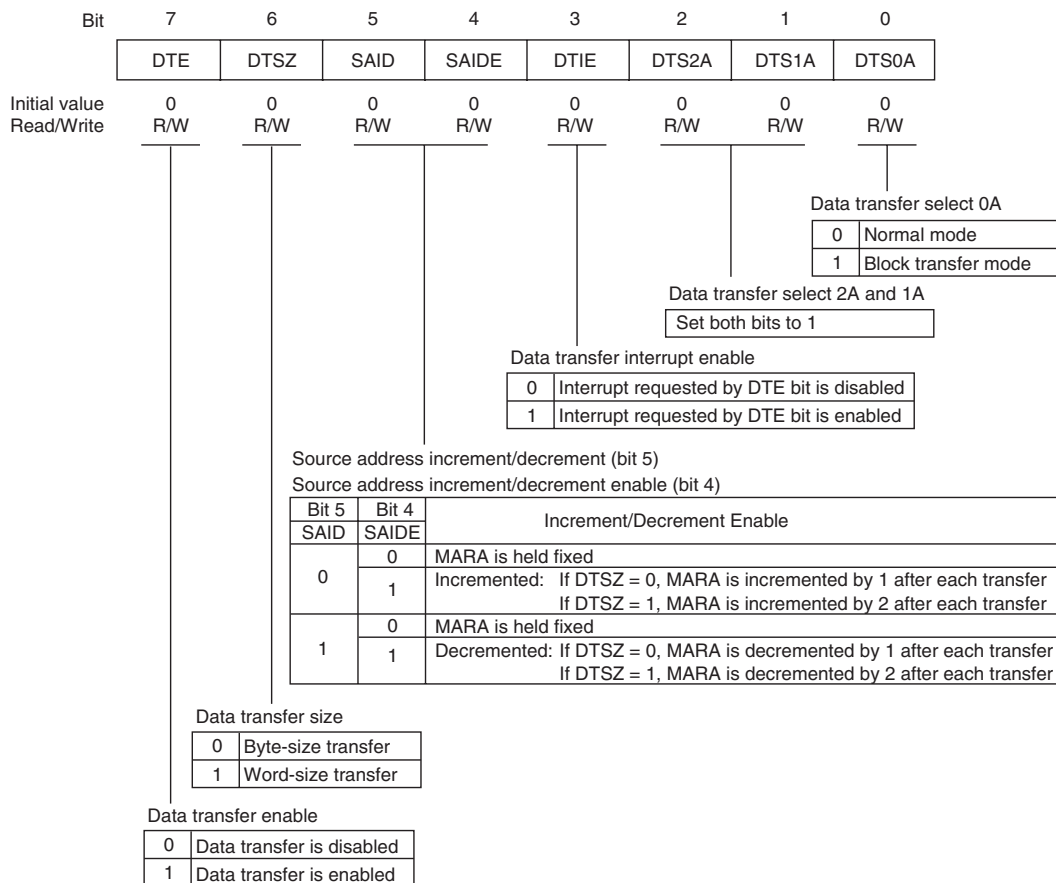 Bit 7 6 5 4 3 2 1 0
DTE DTSZ SAID SAIDE DTIE DTS2A DTS1A DTS0A
Initial value 0 0 0 0 0 0 0 0
Read/Write R/W R/W R/W R/W R/W R/W R/W R/W
Data transfer select 0A
0 Normal mode
1 Block transfer mode
Data transfer select 2A and 1A
Set both bits to 1
Data transfer interrupt enable
0 Interrupt requested by DTE bit is disabled
1 Interrupt requested by DTE bit is enabled
Source address increment/decrement (bit 5)
Source address increment/decrement enable (bit 4)
Bit 5 Bit 4 Increment/Decrement Enable
SAID SAIDE
0 0 MARA is held fixed
1 Incremented: If DTSZ = 0, MARA is incremented by 1 after each transfer
If DTSZ = 1, MARA is incremented by 2 after each transfer
1 0 MARA is held fixed
1 Decremented: If DTSZ = 0, MARA is decremented by 1 after each transfer
If DTSZ = 1, MARA is decremented by 2 after each transfer
Data transfer size
0 Byte-size transfer
1 Word-size transfer
Data transfer enable
0 Data transfer is disabled
1 Data transfer is enabled